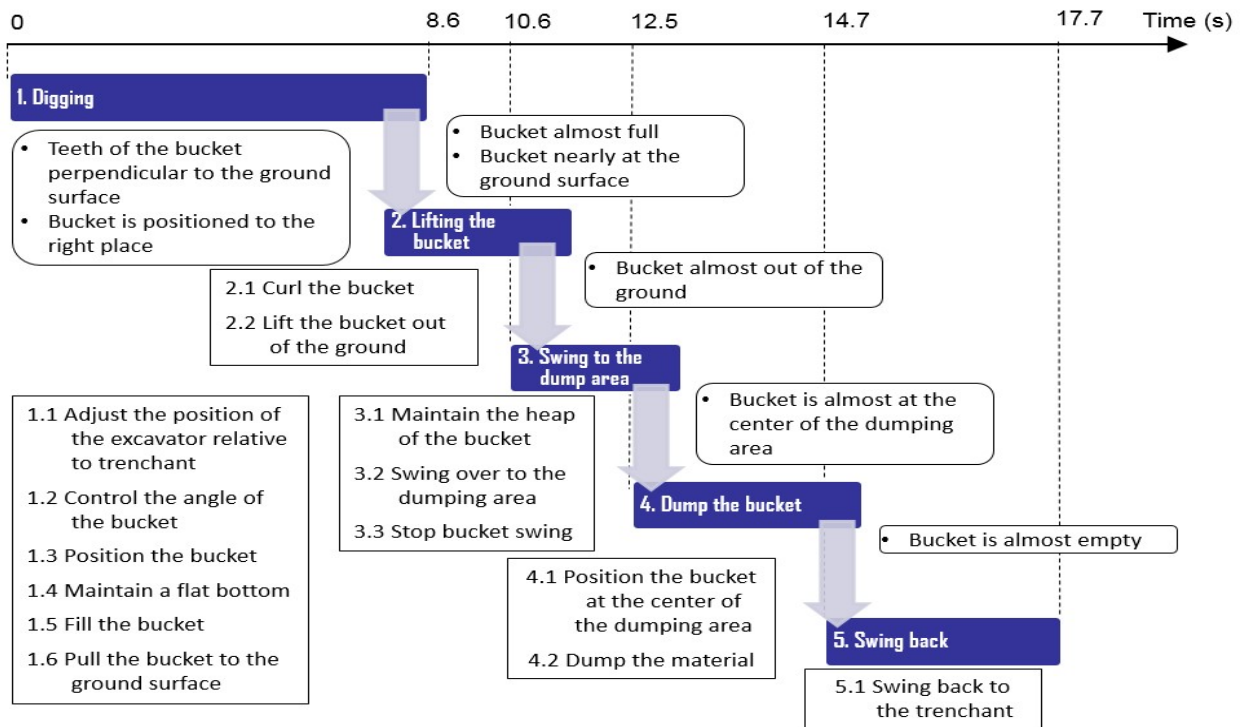 0 8.6 10.6 12.5 14.7 17.7 Time (s)
1. Digging
• Teeth of the bucket
perpendicular to the ground
surface
• Bucket is positioned to the
right place
• Bucket almost full
• Bucket nearly at the
ground surface
2. Lifting the
bucket
2.1 Curl the bucket
2.2 Lift the bucket out
of the ground
• Bucket almost out of the
ground
3. Swing to the
dump area
1.1 Adjust the position of
the excavator relative
to trenchant
1.2 Control the angle of
the bucket
1.3 Position the bucket
1.4 Maintain a flat bottom
1.5 Fill the bucket
1.6 Pull the bucket to the
ground surface
3.1 Maintain the heap
of the bucket
3.2 Swing over to the
dumping area
3.3 Stop bucket swing
• Bucket is almost at the
center of the dumping
area
4. Dump the bucket
4.1 Position the bucket
at the center of
the dumping area
4.2 Dump the material
• Bucket is almost empty
5. Swing back
5.1 Swing back to
the trenchant